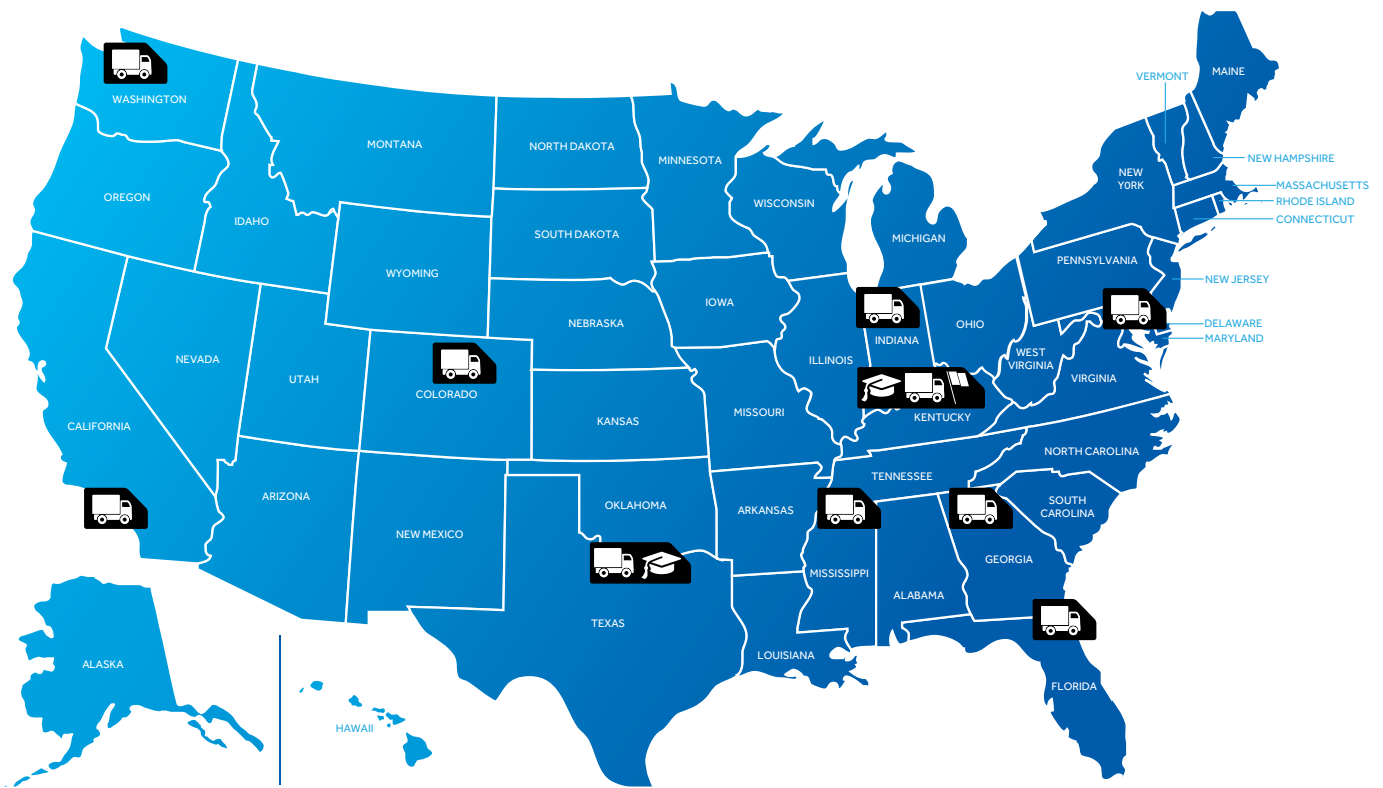 MAINE
VERMONT
WASHINGTON
MONTANA
NORTH DAKOTA
MINNESOTA
NEW HAMPSHIRE
NEW
YORK
MASSACHUSETTS
OREGON
IDAHO
WISCONSIN
RHODE ISLAND
CONNECTICUT
SOUTH DAKOTA
MICHIGAN
WYOMING
PENNSYLVANIA
NEW JERSEY
IOWA
NEBRASKA
OHIO
DELAWARE
INDIANA
MARYLAND
NEVADA
UTAH
ILLINOIS
WEST
VIRGINIA
VIRGINIA
COLORADO
CALIFORNIA
KANSAS
MISSOURI
KENTUCKY
NORTH CAROLINA
TENNESSEE
ARIZONA
NEW MEXICO
OKLAHOMA
ARKANSAS
SOUTH
CAROLINA
GEORGIA
MISSISSIPPI
ALABAMA
TEXAS
LOUISIANA
ALASKA
FLORIDA
HAWAII